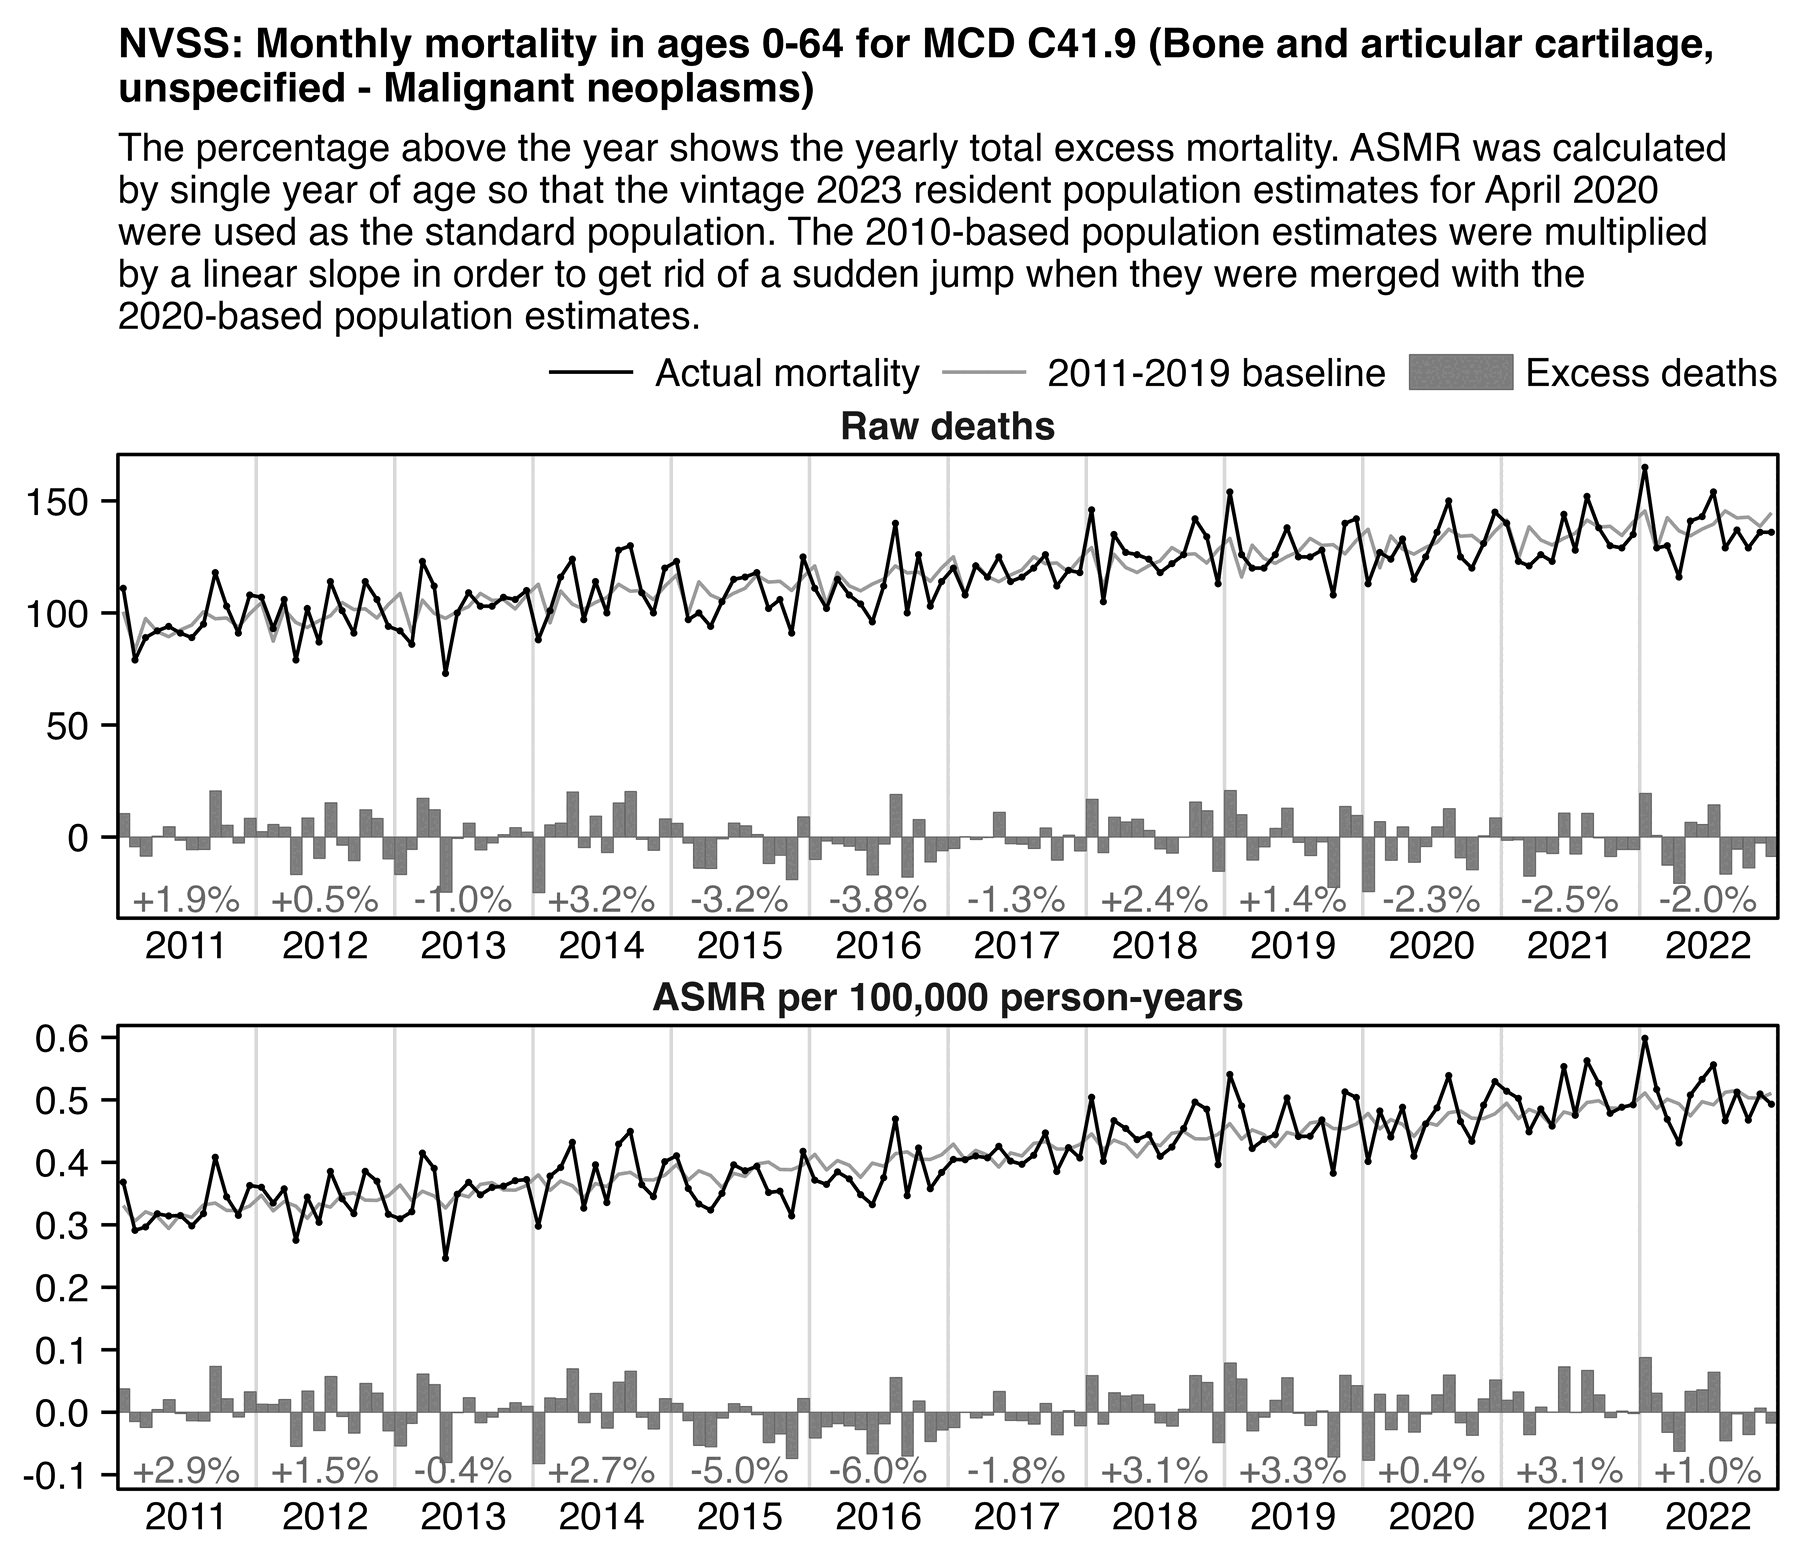 NVSS: Monthly mortality in ages 0-64 for MCD C41.9 (Bone and articular cartilage,
unspecified - Malignant neoplasms)
The percentage above the year shows the yearly total excess mortality. ASMR was calculated
by single year of age so that the vintage 2023 resident population estimates for April 2020
were used as the standard population. The 2010-based population estimates were multiplied
by a linear slope in order to get rid of a sudden jump when they were merged with the
2020-based population estimates.
Actual mortality 2011-2019 baseline Excess deaths
Raw deaths
150
100
50
0
+1.9% +0.5% -1.0% +3.2% -3.2% -3.8% -1.3% +2.4% +1.4% -2.3% -2.5% -2.0%
2011 2012 2013 2014 2015 2016 2017 2018 2019 2020 2021 2022
ASMR per 100,000 person-years
0.6
0.5
0.4
0.3
0.2
0.1
0.0
-0.1
+2.9% +1.5% -0.4% +2.7% -5.0% -6.0% -1.8% +3.1% +3.3% +0.4% +3.1% +1.0%
2011 2012 2013 2014 2015 2016 2017 2018 2019 2020 2021 2022